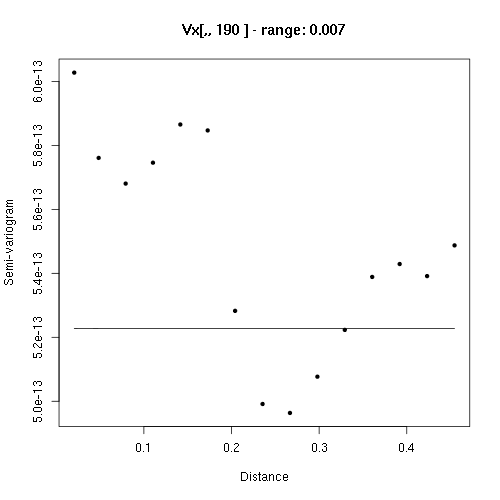 Vx[,, 190 ] - range: 0.007
Semi-variogram
6.0e-13
5.8e-13
5.6e-13
5.4e-13
5.2e-13
5.0e-13
0.1 0.2 0.3 0.4
Distance